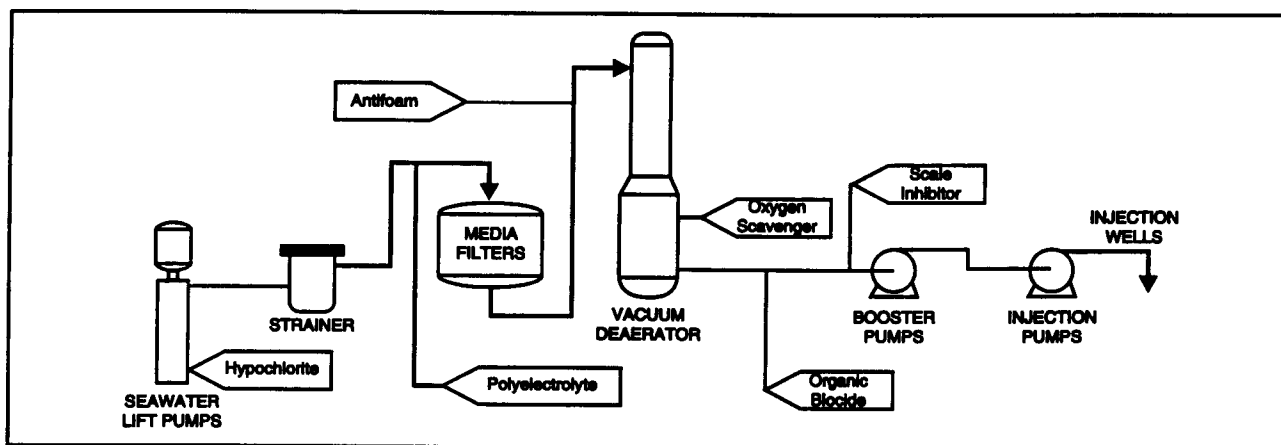 Antifoam
Hypochlorite
SEAWATER
LIFT PUMPS
STRAINER
MEDIA
FILTERS
Polyelectrolyte
VACUUM
DEAERATOR
Oxygen
Scavenger
Organic
Biocide
Scale
Inhibitor
BOOSTER
PUMPS
INJECTION
PUMPS
INJECTION
WELLS